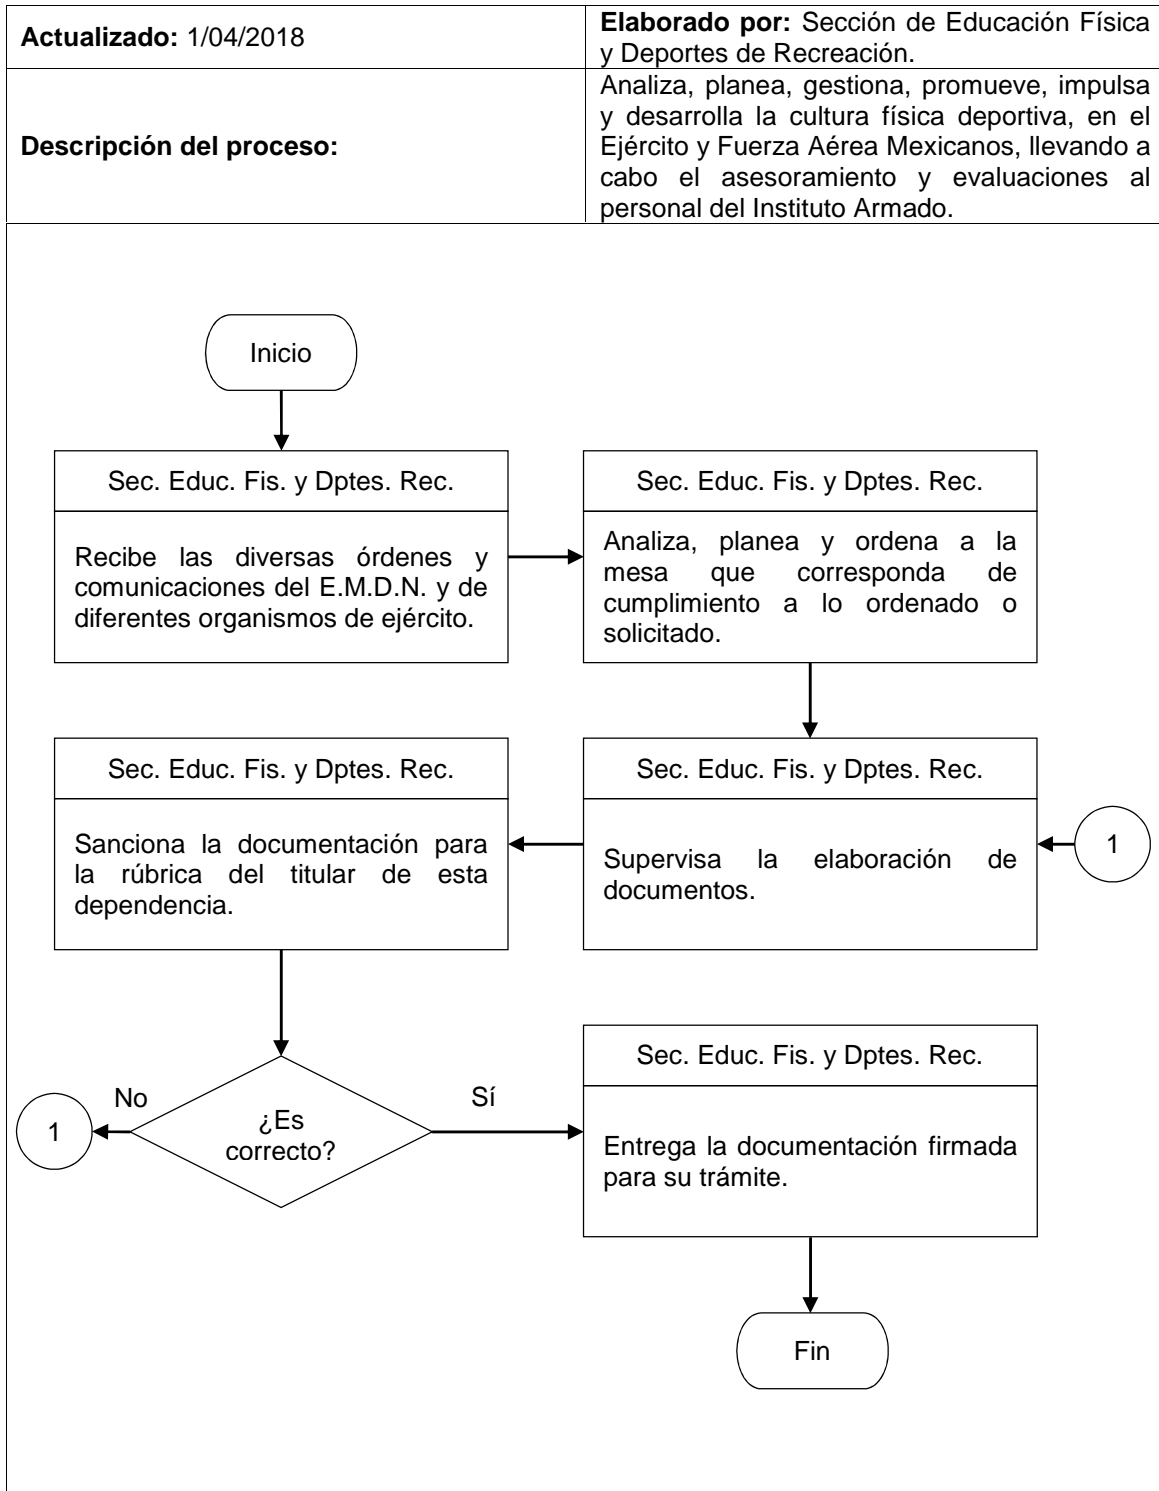 Actualizado: 1/04/2018
Elaborado por: Sección de Educación Física
y Deportes de Recreación.
Descripción del proceso:
Analiza, planea, gestiona, promueve, impulsa
y desarrolla la cultura física deportiva, en el
Ejército y Fuerza Aérea Mexicanos, llevando a
cabo el asesoramiento y evaluaciones al
personal del Instituto Armado.
Inicio
Sec. Educ. Fis. y Dptes. Rec.
Recibe las diversas órdenes y
comunicaciones del E.M.D.N. y de
diferentes organismos de ejército.
Sec. Educ. Fis. y Dptes. Rec.
Analiza, planea y ordena a la
mesa que corresponda de
cumplimiento a lo ordenado o
solicitado.
Sec. Educ. Fis. y Dptes. Rec.
Supervisa la elaboración de
documentos.
1
Sec. Educ. Fis. y Dptes. Rec.
Sanciona la documentación para
la rúbrica del titular de esta
dependencia.
¿Es
correcto?
No
1
Sí
Sec. Educ. Fis. y Dptes. Rec.
Entrega la documentación firmada
para su trámite.
Fin